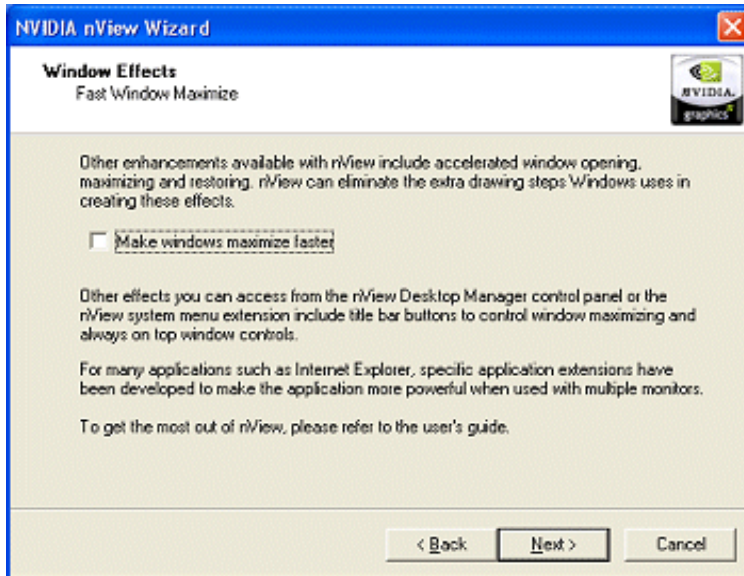 NVIDIA nView Wizard
Window Effects
Fast Window Maximize
NVIDIA.
graphics
Other enhancements available with nView include accelerated window opening,
maximizing and restoring. nView can eliminate the extra drawing steps Windows uses in
creating these effects.
Make windows maximize faster
Other effects you can access from the nView Desktop Manager control panel or the
nView system menu extension include title bar buttons to control window maximizing and
always on top window controls.
For many applications such as Internet Explorer, specific application extensions have
been developed to make the application more powerful when used with multiple monitors.
To get the most out of nView, please refer to the user's guide.
< Back Next > Cancel